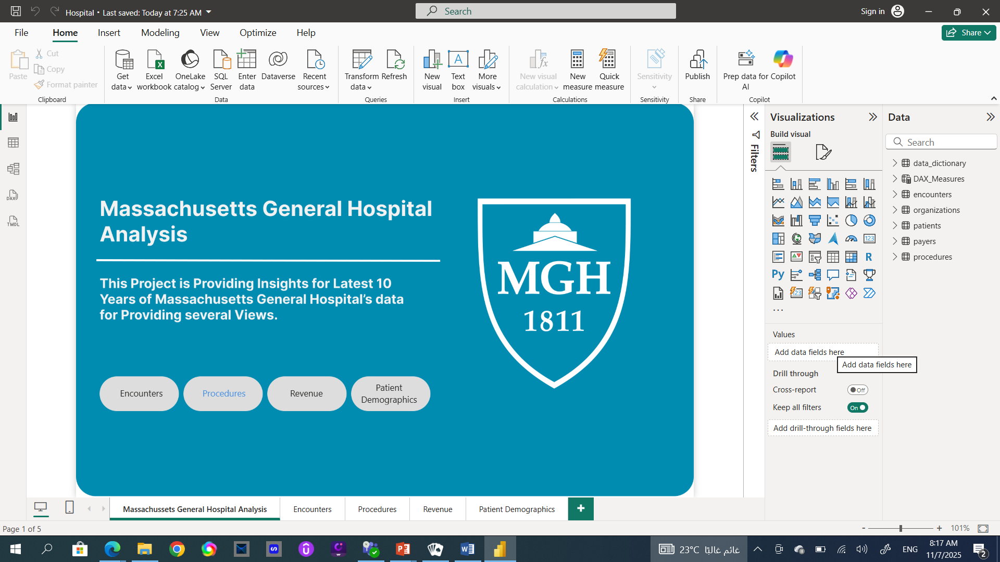 Hospital • Last saved: Today at 7:25 AM
Search
Sign in
File
Home
Insert
Modeling
View
Optimize
Help
Share
Paste
Cut
Copy
Format painter
Clipboard
Get data
Excel workbook
OneLake catalog
SQL Server
Enter data
Dataverse
Recent sources
Data
Transform data
Refresh
Queries
New visual
Text box
More visuals
Insert
New visual calculation
New measure
Quick measure
Calculations
Sensitivity
Sensitivity
Publish
Share
Prep data for AI
Copilot
Copilot
DAX
TMDL
Massachusetts General Hospital
Analysis
This Project is Providing Insights for Latest 10
Years of Massachusetts General Hospital’s data
for Providing several Views.
Encounters
Procedures
Revenue
Patient
Demographics
MGH
1811
Filters
Visualizations
Build visual
123
R
Py
123
Values
Add data fields here
Add data fields here
Drill through
Cross-report
Off
Keep all filters
On
Add drill-through fields here
Data
Search
data_dictionary
DAX_Measures
encounters
organizations
patients
payers
procedures
Massachussets General Hospital Analysis
Encounters
Procedures
Revenue
Patient Demographics
Page 1 of 5
101%
23°C غائم غالبًا
ENG
8:17 AM
11/7/2025
2